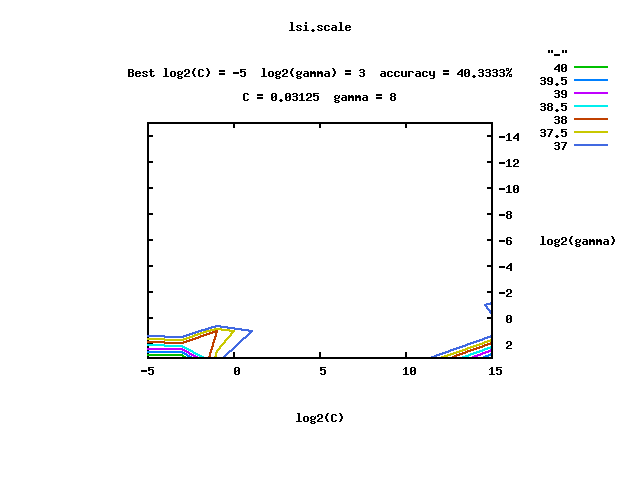 lsi.scale
"-"
Best log2(C) = -5  log2(gamma) = 3  accuracy = 40.3333%
C = 0.03125  gamma = 8
40
39.5
39
38.5
38
37.5
37
-14
-12
-10
-8
-6
-4
-2
0
2
log2(gamma)
-5 0 5 10 15
log2(C)